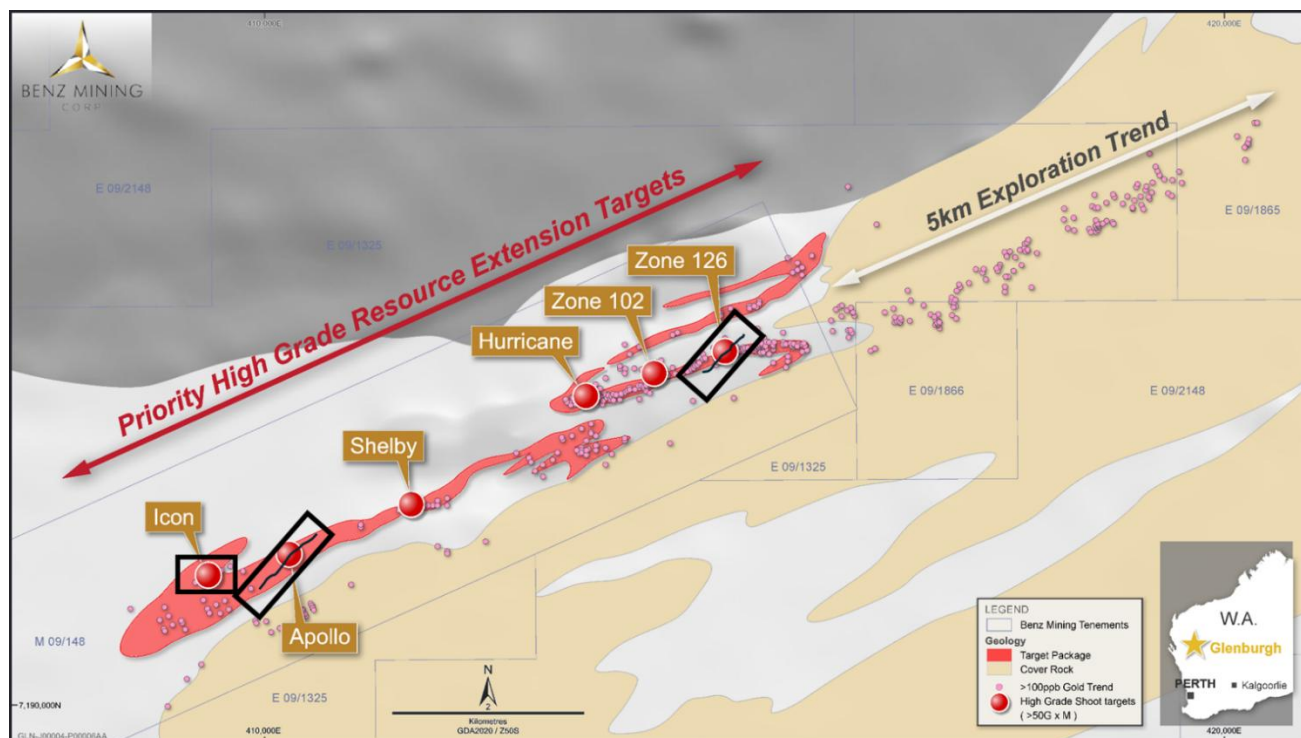 410,000E
420,000E
BENZ MINING
CORP
E 09/2148
E 09/1325
Priority High Grade Resource Extension Targets
5km Exploration Trend
E 09/1865
Zone 126
Zone 102
Hurricane
Shelby
Icon
Apollo
E 09/1866
E 09/2148
E 09/1325
M 09/148
E 09/1325
7,190,000N
410,000E
420,000E
N
2
Kilometres
GDA2020 / Z50S
LEGEND
Benz Mining Tenements
Geology
Target Package
Cover Rock
>100ppb Gold Trend
High Grade Shoot targets
( >50G x M )
W.A.
Glenburgh
PERTH
Kalgoorlie